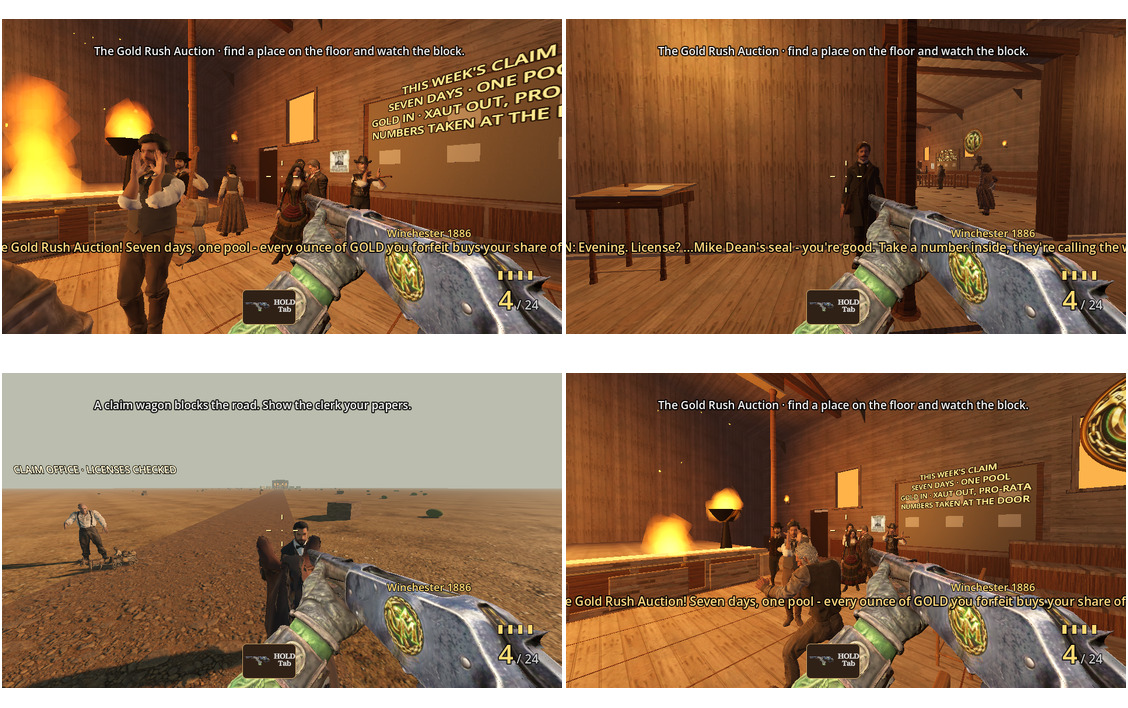 The Gold Rush Auction · find a place on the floor and watch the block.
THIS WEEK'S CLAIM
SEVEN DAYS · ONE POO
GOLD IN · XAUT OUT, PRO-
NUMBERS TAKEN AT THE
WANTED
Winchester 1886
e Gold Rush Auction! Seven days, one pool - every ounce of GOLD you forfeit buys your share of
4 / 24
HOLD
Tab
The Gold Rush Auction · find a place on the floor and watch the block.
Winchester 1886
N: Evening. License? ...Mike Dean's seal - you're good. Take a number inside, they're calling the w
4 / 24
HOLD
Tab
A claim wagon blocks the road. Show the clerk your papers.
CLAIM OFFICE · LICENSES CHECKED
Winchester 1886
4 / 24
HOLD
Tab
The Gold Rush Auction · find a place on the floor and watch the block.
THIS WEEK'S CLAIM
SEVEN DAYS · ONE POOL
GOLD IN · XAUT OUT, PRO-RATA
NUMBERS TAKEN AT THE DOOR
Winchester 1886
e Gold Rush Auction! Seven days, one pool - every ounce of GOLD you forfeit buys your share of
4 / 24
HOLD
Tab